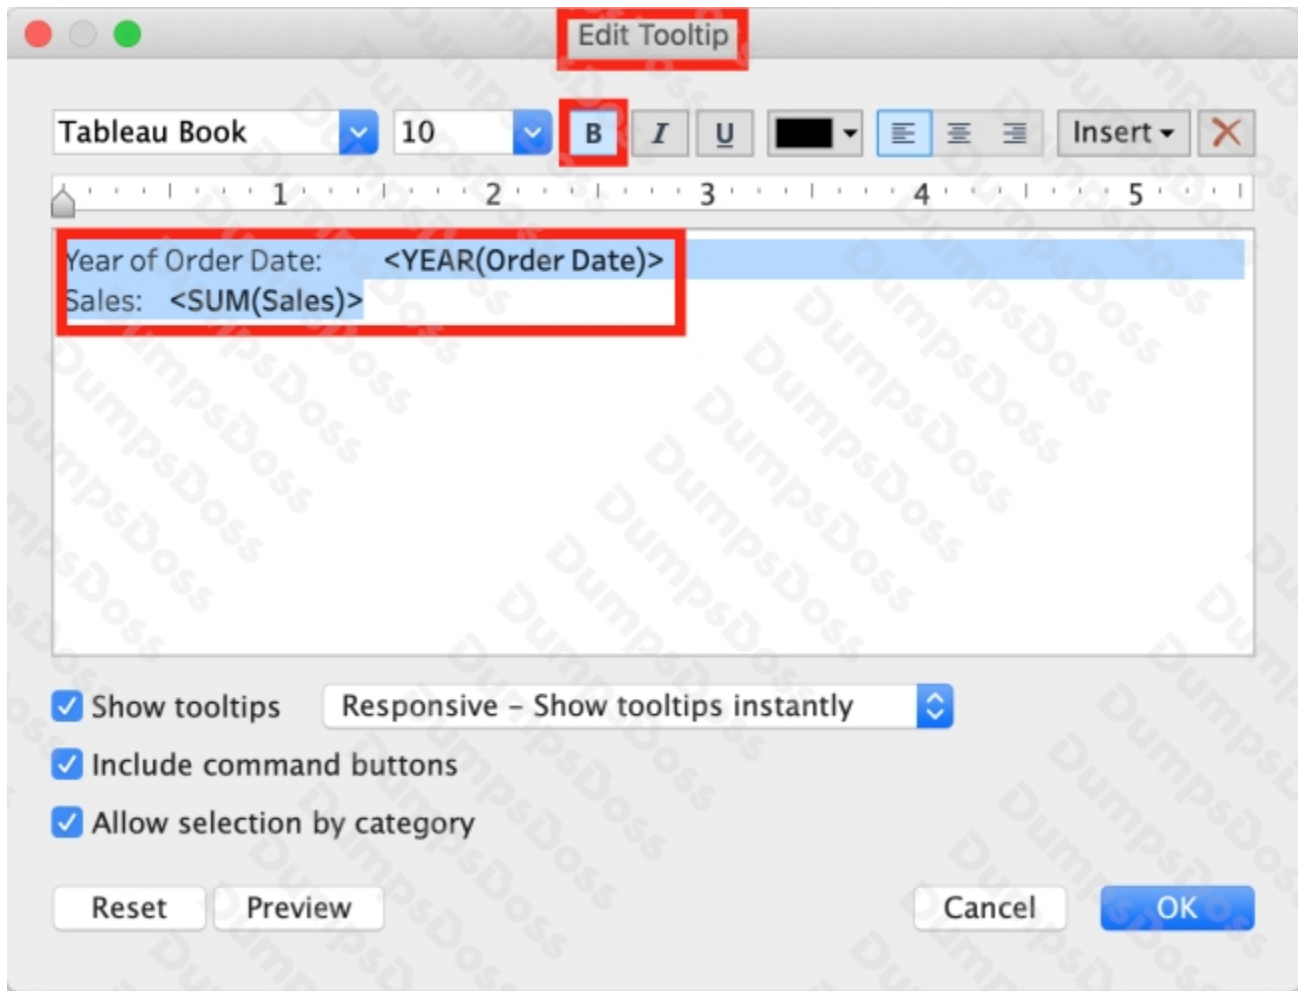 Edit Tooltip
Tableau Book 10 B I U Insert
1 2 3 4 5
Year of Order Date: <YEAR(Order Date)>
Sales: <SUM(Sales)>
Show tooltips Responsive – Show tooltips instantly
Include command buttons
Allow selection by category
Reset Preview Cancel OK
DumpsDoss